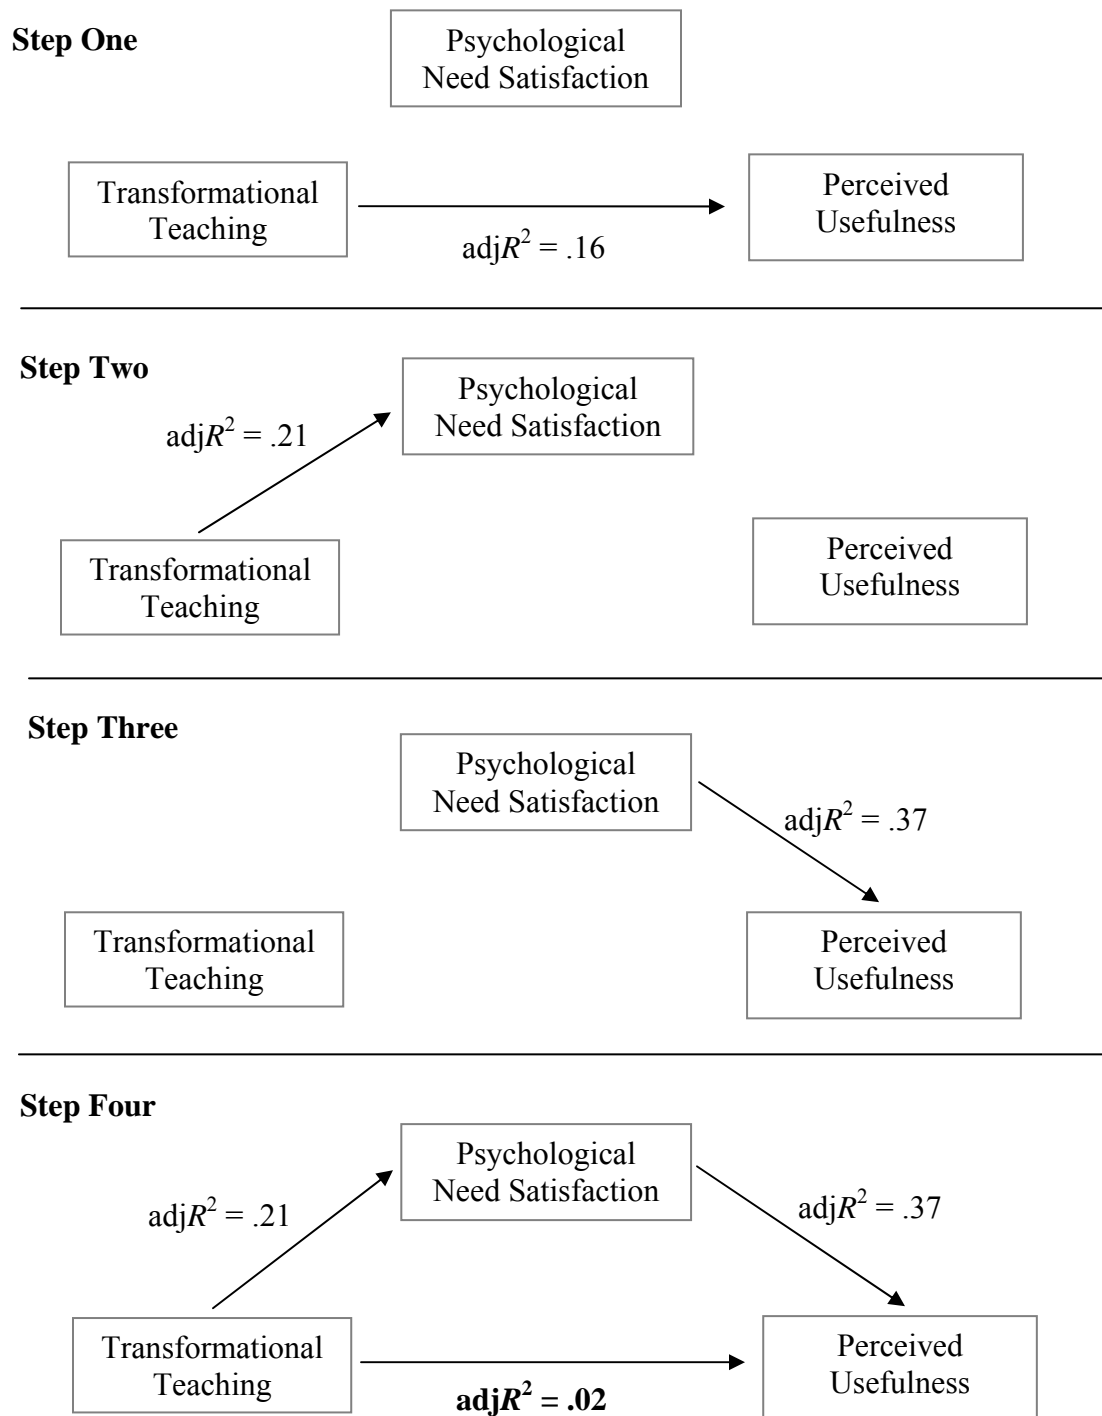 Step One
Psychological
Need Satisfaction
Transformational
Teaching
adjR² = .16
Perceived
Usefulness
Step Two
Psychological
Need Satisfaction
adjR² = .21
Transformational
Teaching
Perceived
Usefulness
Step Three
Psychological
Need Satisfaction
adjR² = .37
Transformational
Teaching
Perceived
Usefulness
Step Four
Psychological
Need Satisfaction
adjR² = .21
adjR² = .37
Transformational
Teaching
adjR² = .02
Perceived
Usefulness